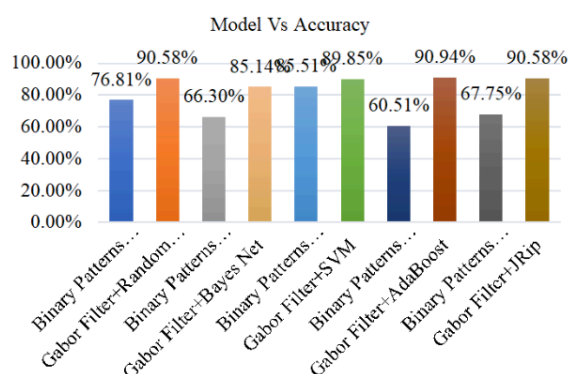 Model Vs Accuracy
100.00%
80.00%
60.00%
40.00%
20.00%
0.00%
76.81%
90.58%
66.30%
85.14%
85.51%
89.85%
60.51%
90.94%
67.75%
90.58%
Binary Patterns…
Gabor Filter+Random…
Binary Patterns…
Gabor Filter+Bayes Net
Binary Patterns…
Gabor Filter+SVM
Binary Patterns…
Gabor Filter+AdaBoost
Binary Patterns…
Gabor Filter+JRip